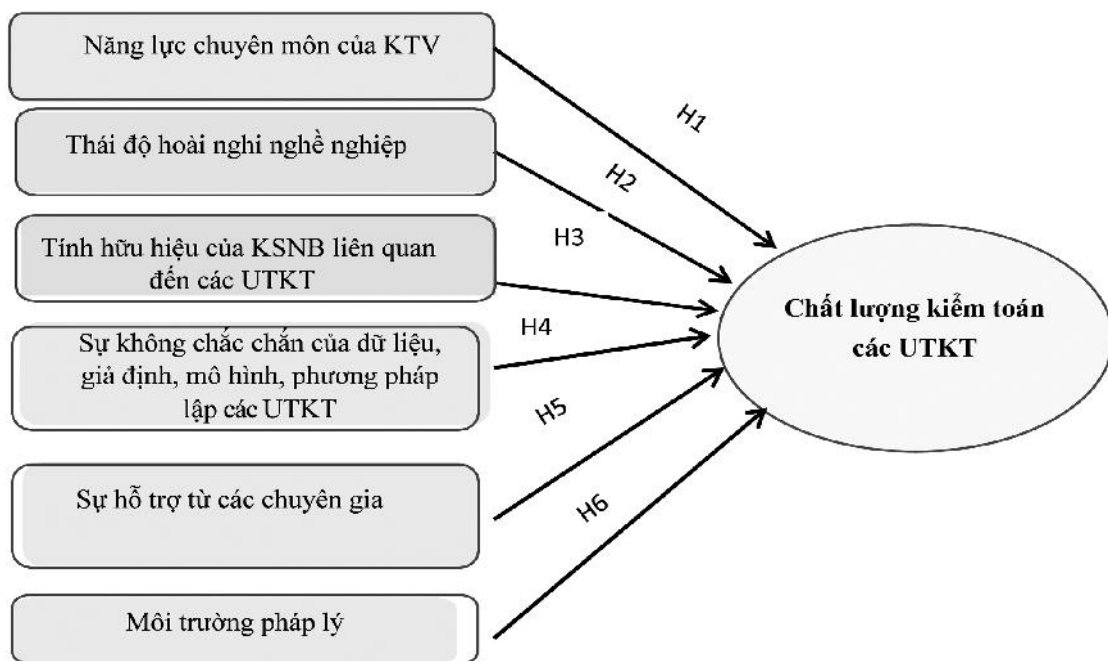 Năng lực chuyên môn của KTV
H1
Thái độ hoài nghi nghề nghiệp
H2
Tính hữu hiệu của KSNB liên quan
đến các UTKT
H3
Sự không chắc chắn của dữ liệu,
giả định, mô hình, phương pháp
lập các UTKT
H4
Sự hỗ trợ từ các chuyên gia
H5
Môi trường pháp lý
H6
Chất lượng kiểm toán
các UTKT